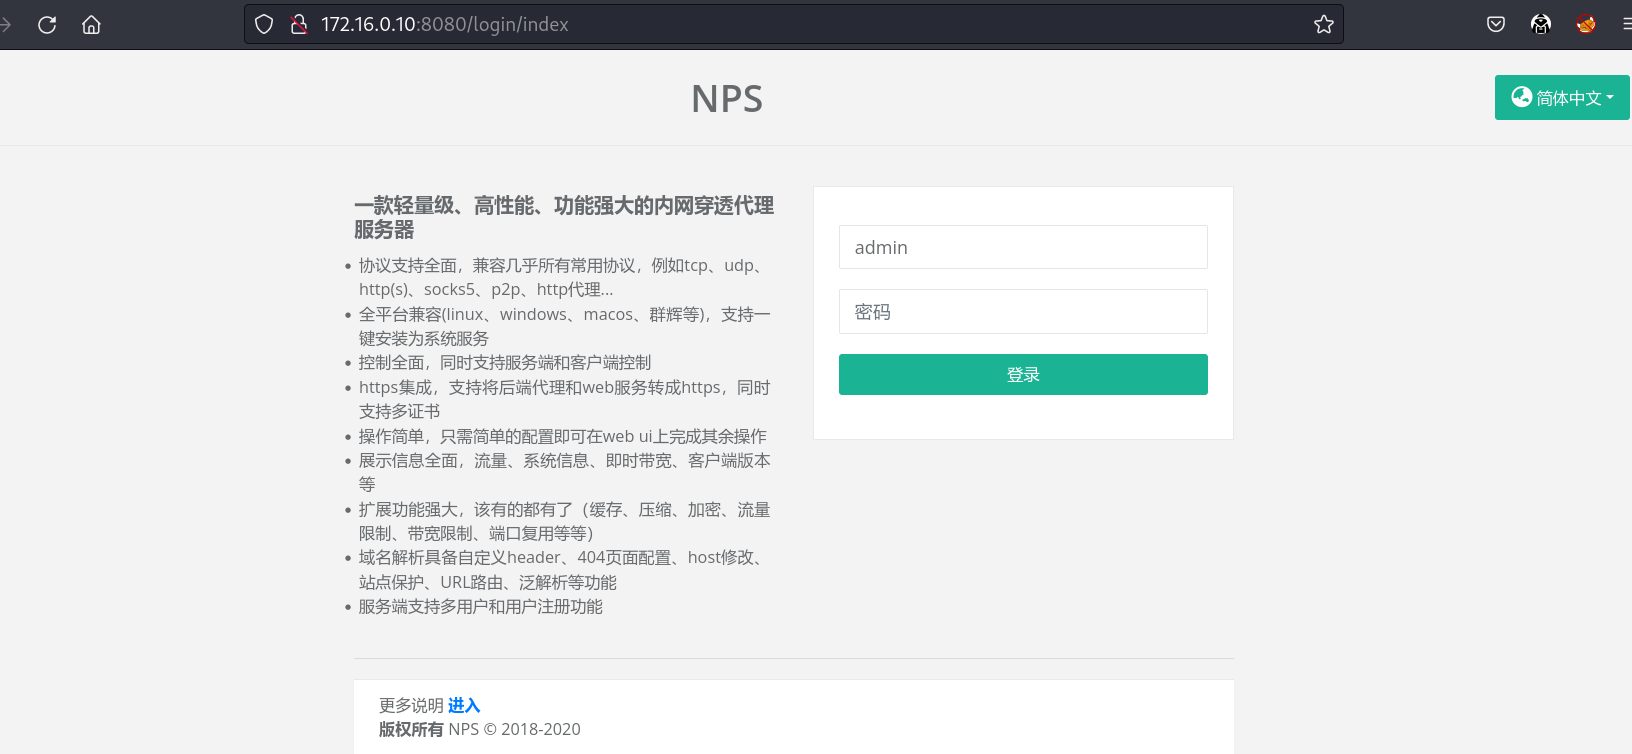 172.16.0.10:8080/login/index
NPS
简体中文
一款轻量级、高性能、功能强大的内网穿透代理
服务器
协议支持全面，兼容几乎所有常用协议，例如tcp、udp、
http(s)、socks5、p2p、http代理...
全平台兼容(linux、windows、macos、群辉等)，支持一
键安装为系统服务
控制全面，同时支持服务端和客户端控制
https集成，支持将后端代理和web服务转成https，同时
支持多证书
操作简单，只需简单的配置即可在web ui上完成其余操作
展示信息全面，流量、系统信息、即时带宽、客户端版本
等
扩展功能强大，该有的都有了（缓存、压缩、加密、流量
限制、带宽限制、端口复用等等）
域名解析具备自定义header、404页面配置、host修改、
站点保护、URL路由、泛解析等功能
服务端支持多用户和用户注册功能
admin
密码
登录
更多说明 进入
版权所有 NPS © 2018-2020